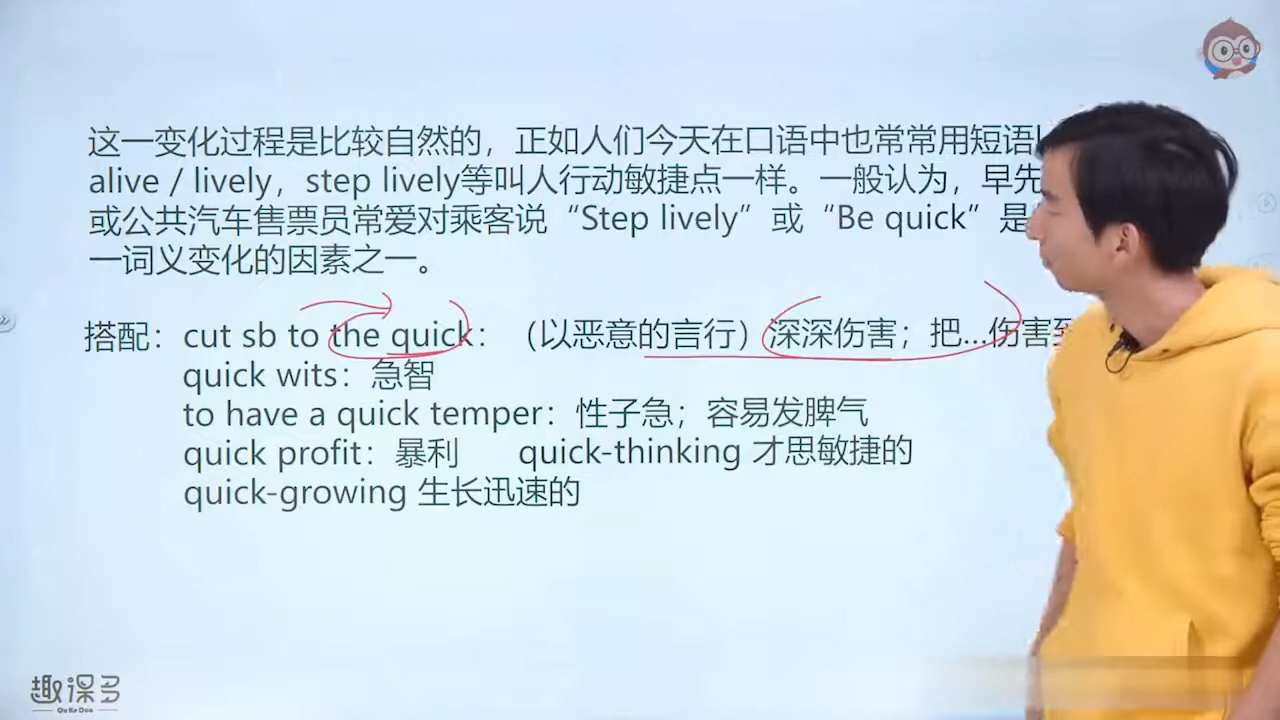 这一变化过程是比较自然的，正如人们今天在口语中也常常用短语
alive / lively，step lively等叫人行动敏捷点一样。一般认为，早先
或公共汽车售票员常爱对乘客说“Step lively”或“Be quick”是
一词义变化的因素之一。
搭配：cut sb to the quick：（以恶意的言行）深深伤害；把…伤害至
quick wits：急智
to have a quick temper：性子急；容易发脾气
quick profit：暴利 quick-thinking 才思敏捷的
quick-growing 生长迅速的
趣课多
Qu Ke Duo